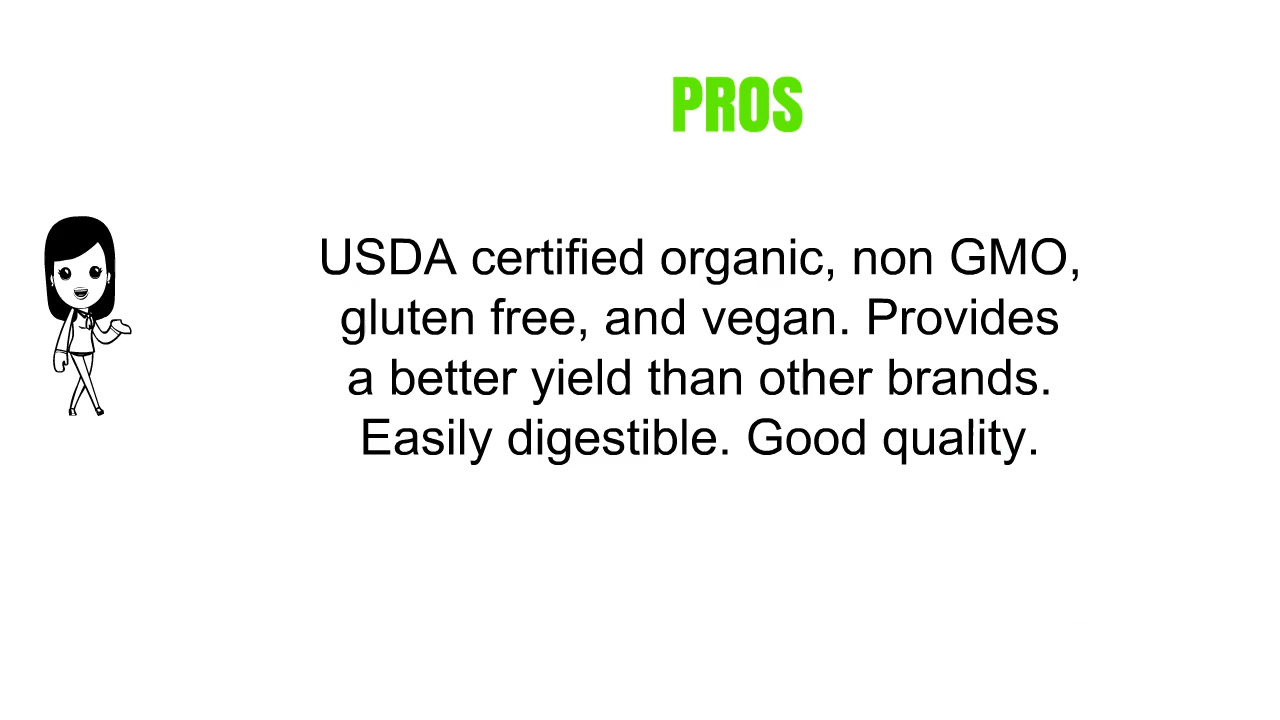 PROS
USDA certified organic, non GMO,
gluten free, and vegan. Provides
a better yield than other brands.
Easily digestible. Good quality.